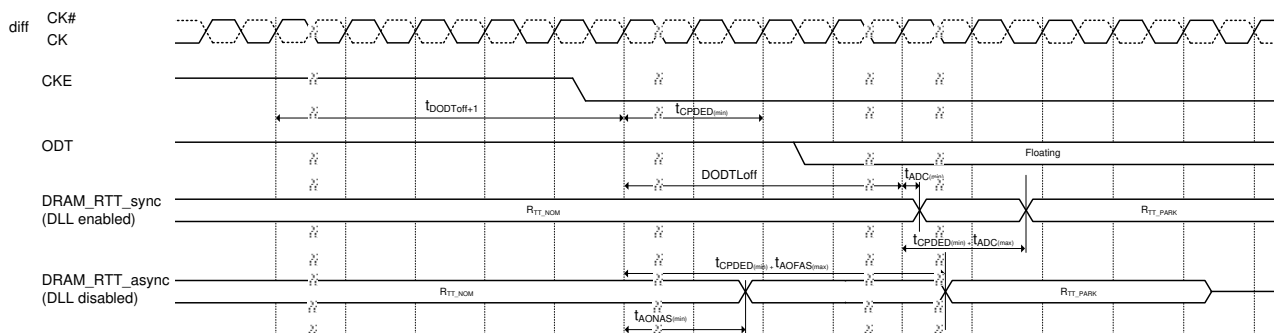 CK#
diff
CK
CKE
tDODToff+1
tCPDED(min)
ODT
Floating
DODTLoff
tADC(min)
DRAM_RTT_sync
(DLL enabled)
RTT_NOM
RTT_PARK
tCPDED(min) + tADC(max)
tCPDED(min) + tAOFAS(max)
DRAM_RTT_async
(DLL disabled)
RTT_NOM
RTT_PARK
tAONAS(min)